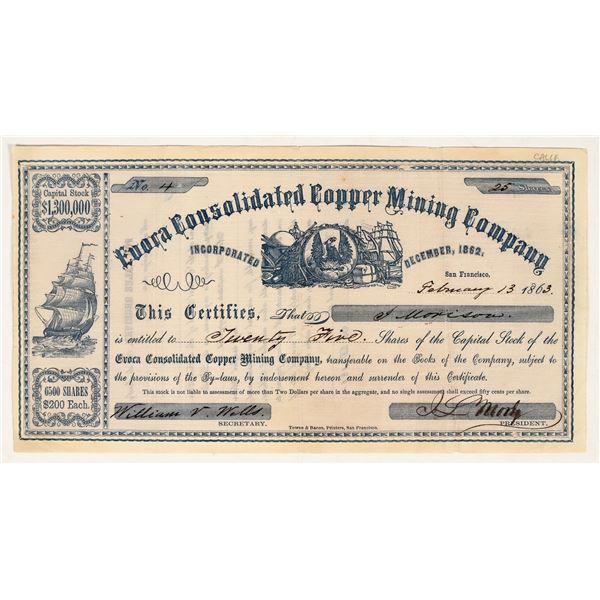 CALIF
Capital Stock
$1,300,000
No. 4
25 Shares
Evoca Consolidated Copper Mining Company
INCORPORATED DECEMBER, 1862.
San Francisco,
February 13 1863.
This Certifies, That J Morison
is entitled to Twenty Five. Shares of the Capital Stock of the
Evoca Consolidated Copper Mining Company, transferable on the Books of the Company, subject to
the provisions of the By-laws, by indorsement hereon and surrender of this Certificate.
This stock is not liable to assessment of more than Two Dollars per share in the aggregate, and no single assessment shall exceed fifty cents per share.
6500 SHARES
$200 Each.
William V. Wells.
SECRETARY.
Towne & Bacon, Printers, San Francisco.
PRESIDENT.